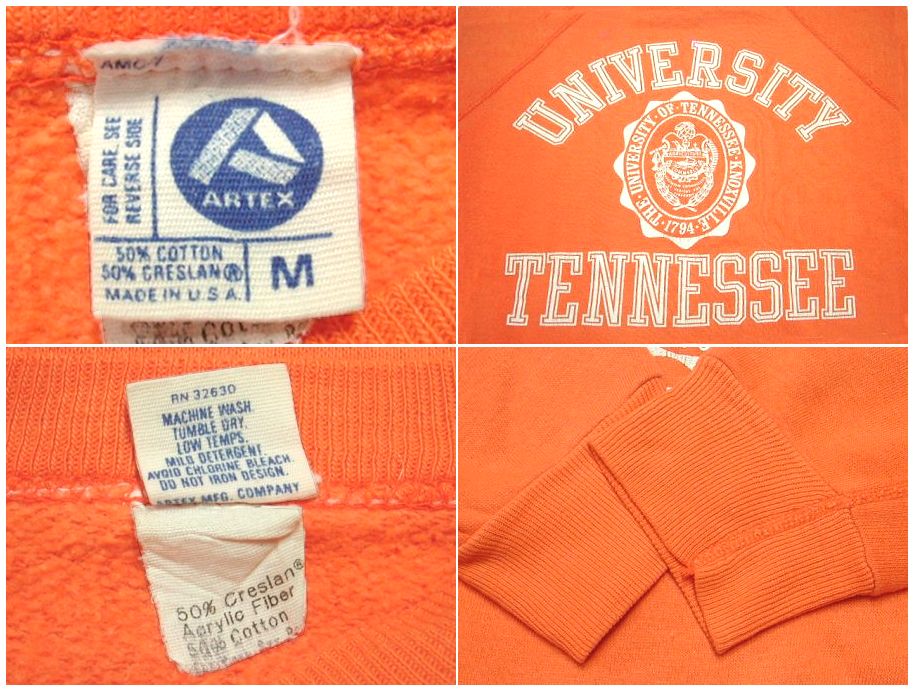 FOR CARE. SEE
REVERSE SIDE
ARTEX
50% COTTON
50% CRESLAN®
MADE IN U.S.A.
M
UNIVERSITY
THE · UNIVERSITY · OF · TENNESSEE · KNOXVILLE
· 1794 ·
TENNESSEE
RN 32630
MACHINE WASH.
TUMBLE DRY.
LOW TEMPS.
MILD DETERGENT.
AVOID CHLORINE BLEACH.
DO NOT IRON DESIGN.
ARTEX MFG. COMPANY
50% Creslan®
Acrylic Fiber
50% Cotton